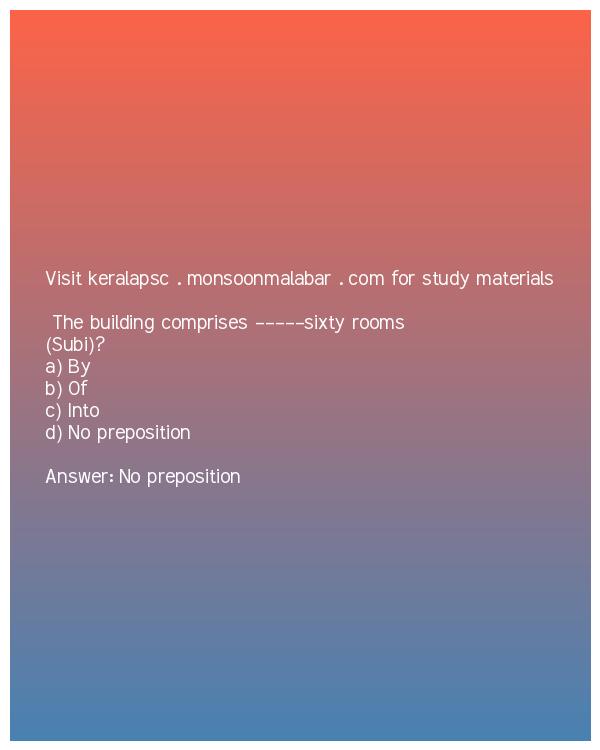 Visit keralapsc . monsoonmalabar . com for study materials
The building comprises -----sixty rooms
(Subi)?
a) By
b) Of
c) Into
d) No preposition
Answer: No preposition